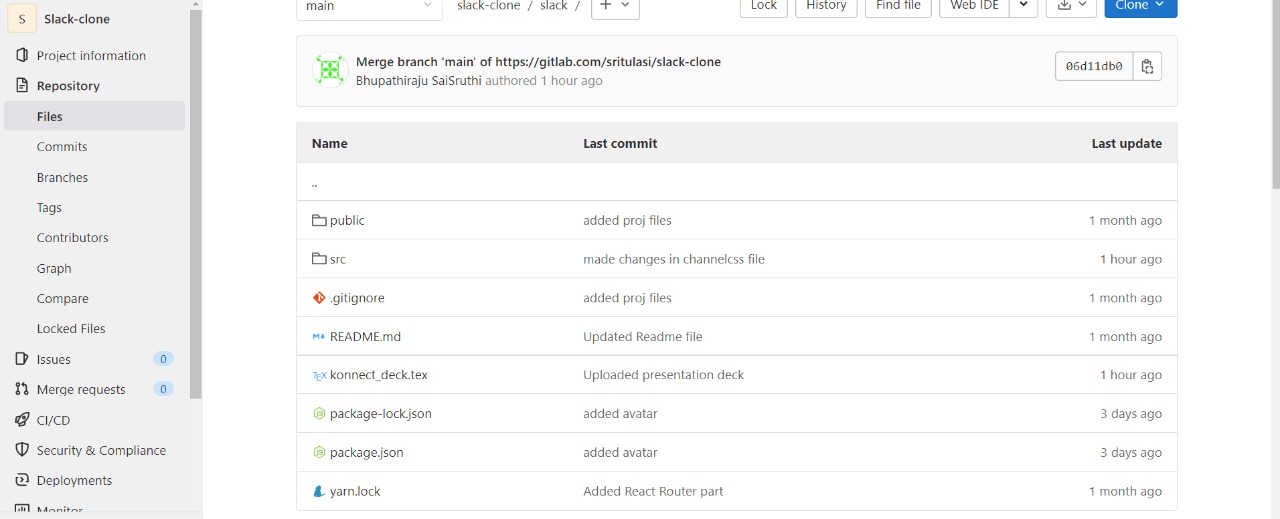 S Slack-clone
Project information
Repository
Files
Commits
Branches
Tags
Contributors
Graph
Compare
Locked Files
Issues 0
Merge requests 0
CI/CD
Security & Compliance
Deployments
Monitor
main slack-clone / slack / + Lock History Find file Web IDE Clone
Merge branch 'main' of https://gitlab.com/sritulasi/slack-clone
Bhupathiraju SaiSruthi authored 1 hour ago
06d11db0
Name Last commit Last update
..
public added proj files 1 month ago
src made changes in channelcss file 1 hour ago
.gitignore added proj files 1 month ago
M↓ README.md Updated Readme file 1 month ago
TEX konnect_deck.tex Uploaded presentation deck 1 hour ago
package-lock.json added avatar 3 days ago
package.json added avatar 3 days ago
yarn.lock Added React Router part 1 month ago